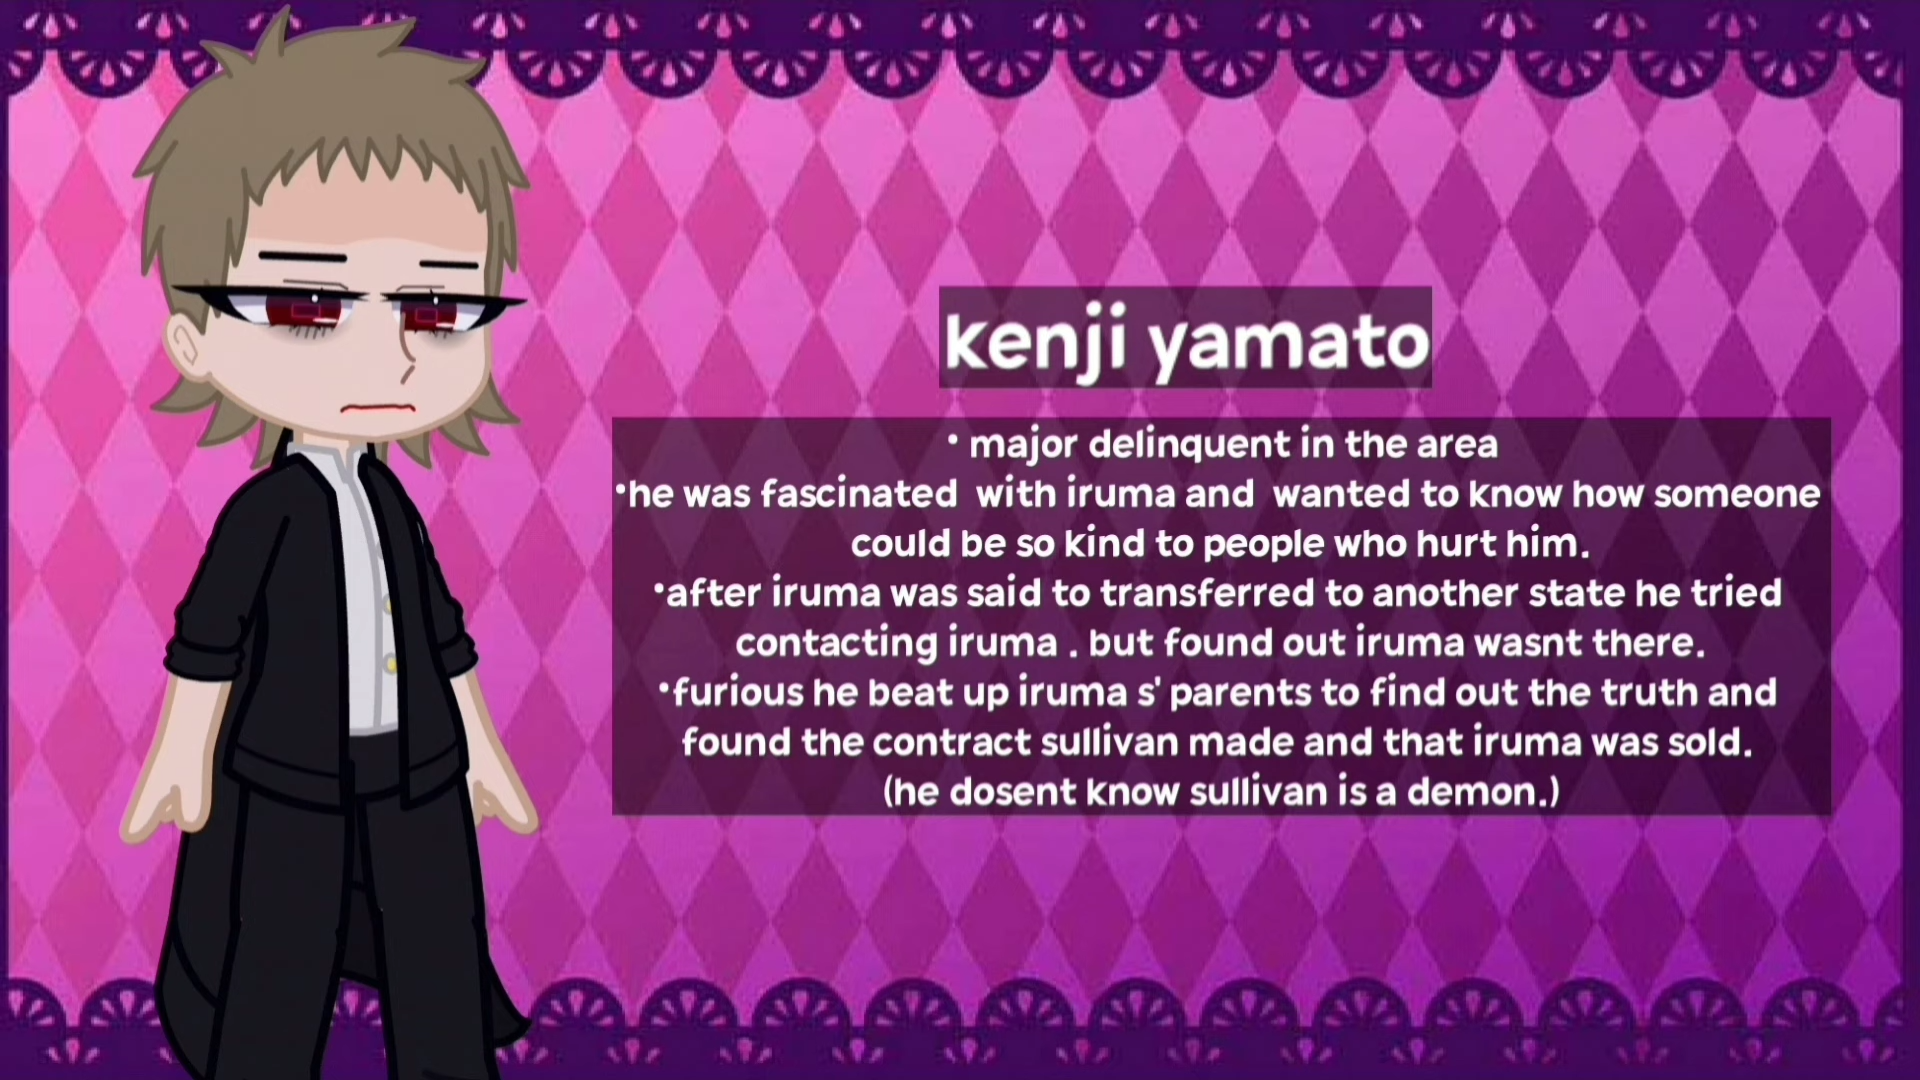 kenji yamato
• major delinquent in the area
•he was fascinated with iruma and wanted to know how someone
could be so kind to people who hurt him.
•after iruma was said to transferred to another state he tried
contacting iruma . but found out iruma wasnt there.
•furious he beat up iruma s' parents to find out the truth and
found the contract sullivan made and that iruma was sold.
(he dosent know sullivan is a demon.)